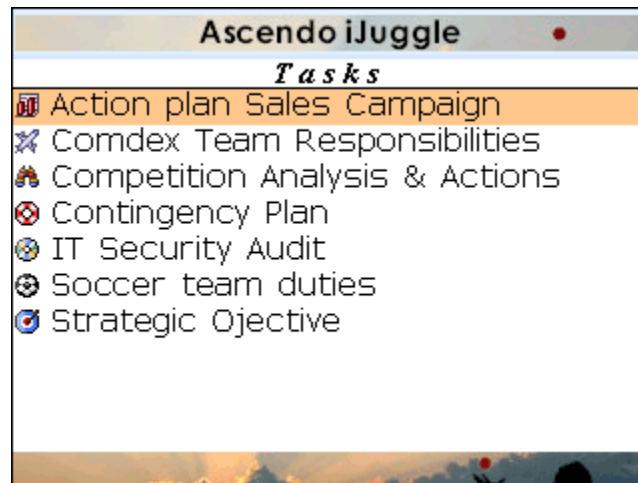 Ascendo iJuggle
Tasks
Action plan Sales Campaign
Comdex Team Responsibilities
Competition Analysis & Actions
Contingency Plan
IT Security Audit
Soccer team duties
Strategic Ojective